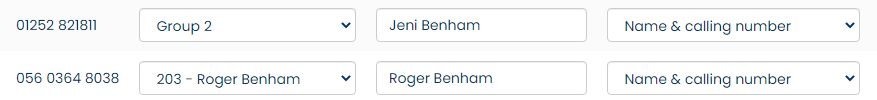 01252 821811 Group 2 Jeni Benham Name & calling number
056 0364 8038 203 - Roger Benham Roger Benham Name & calling number